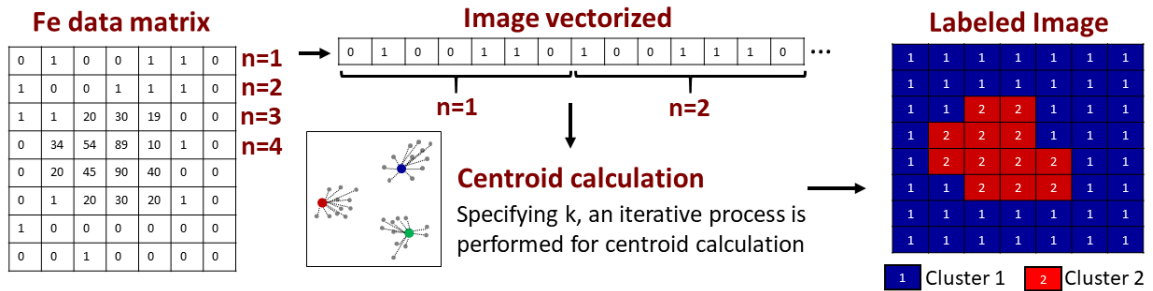 Fe data matrix
0 1 0 0 1 1 0 n=1
1 0 0 1 1 1 0 n=2
1 1 20 30 19 0 0 n=3
0 34 54 89 10 1 0 n=4
0 20 45 90 40 0 0
0 1 20 30 20 1 0
1 0 0 0 0 0 0
0 0 1 0 0 0 0
Image vectorized
0 1 0 0 1 1 0 1 0 0 1 1 1 0 ...
n=1 n=2
Centroid calculation
Specifying k, an iterative process is
performed for centroid calculation
Labeled Image
1 1 1 1 1 1 1
1 1 1 1 1 1 1
1 1 2 2 1 1 1
1 2 2 2 1 1 1
1 2 2 2 2 1 1
1 1 2 2 2 1 1
1 1 1 1 1 1 1
1 1 1 1 1 1 1
1 Cluster 1 2 Cluster 2